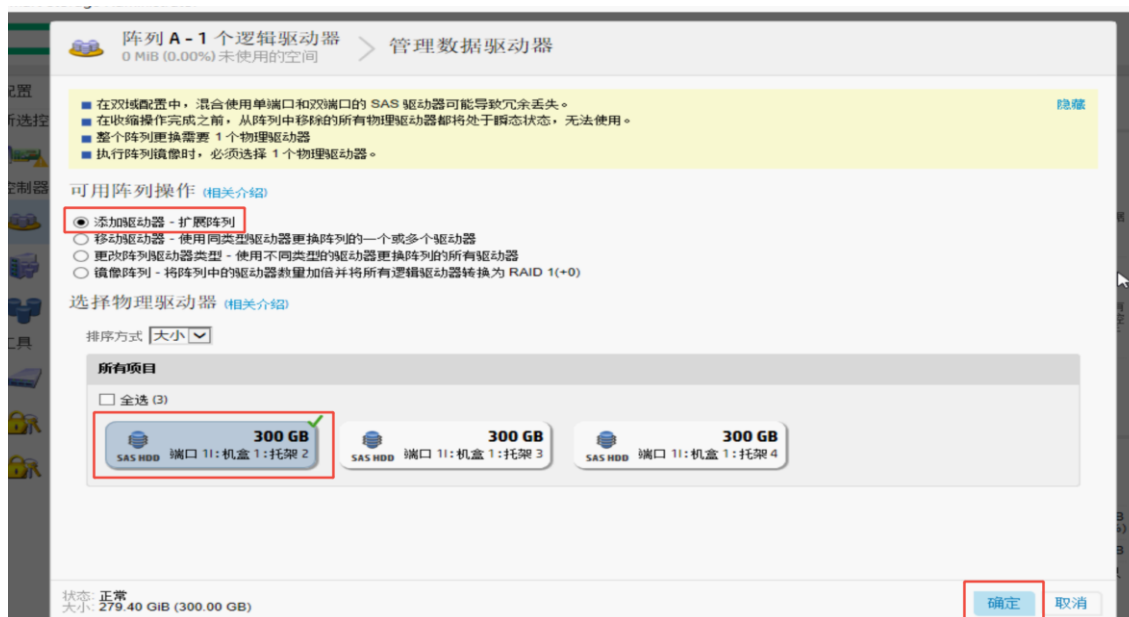 阵列 A - 1 个逻辑驱动器
0 MiB (0.00%)未使用的空间
管理数据驱动器
在双域配置中，混合使用单端口和双端口的 SAS 驱动器可能导致冗余丢失。
隐藏
在收缩操作完成之前，从阵列中移除的所有物理驱动器都将处于瞬态状态，无法使用。
整个阵列更换需要 1 个物理驱动器
执行阵列镜像时，必须选择 1 个物理驱动器。
可用阵列操作 (相关介绍)
添加驱动器 - 扩展阵列
移动驱动器 - 使用同类型驱动器更换阵列的一个或多个驱动器
更改阵列驱动器类型 - 使用不同类型的驱动器更换阵列的所有驱动器
镜像阵列 - 将阵列中的驱动器数量加倍并将所有逻辑驱动器转换为 RAID 1(+0)
选择物理驱动器 (相关介绍)
排序方式 大小
所有项目
全选 (3)
300 GB
SAS HDD 端口 1I:机盒 1:托架 2
300 GB
SAS HDD 端口 1I:机盒 1:托架 3
300 GB
SAS HDD 端口 1I:机盒 1:托架 4
状态: 正常
大小: 279.40 GiB (300.00 GB)
确定
取消
配置
所选控
控制器
工具